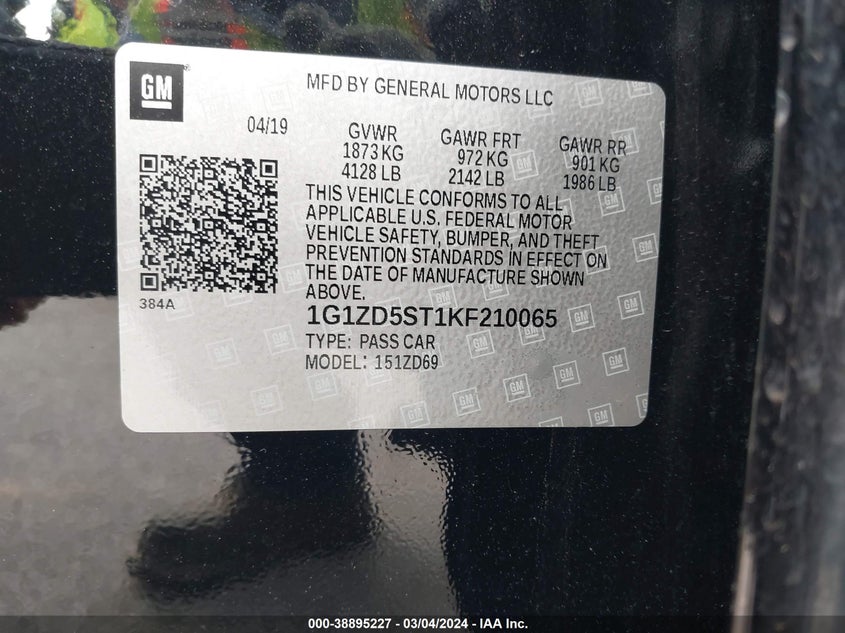 GM
MFD BY GENERAL MOTORS LLC
04/19
GVWR
1873 KG
4128 LB
GAWR FRT
972 KG
2142 LB
GAWR RR
901 KG
1986 LB
THIS VEHICLE CONFORMS TO ALL
APPLICABLE U.S. FEDERAL MOTOR
VEHICLE SAFETY, BUMPER, AND THEFT
PREVENTION STANDARDS IN EFFECT ON
THE DATE OF MANUFACTURE SHOWN
ABOVE.
384A
1G1ZD5ST1KF210065
TYPE: PASS CAR
MODEL: 151ZD69
000-38895227 - 03/04/2024 - IAA Inc.